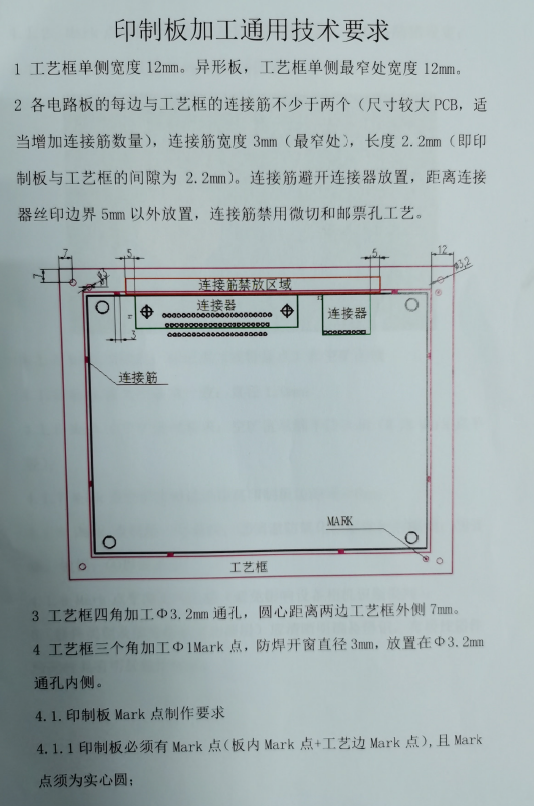 印制板加工通用技术要求
1 工艺框单侧宽度12mm。异形板，工艺框单侧最窄处宽度12mm。
2 各电路板的每边与工艺框的连接筋不少于两个（尺寸较大PCB，适
当增加连接筋数量），连接筋宽度3mm（最窄处），长度2.2mm（即印
制板与工艺框的间隙为 2.2mm）。连接筋避开连接器放置，距离连接
器丝印边界5mm以外放置，连接筋禁用微切和邮票孔工艺。
7
5
5
12
7
φ3.2
连接筋禁放区域
连接器
连接器
3
连接筋
MARK
工艺框
3 工艺框四角加工Φ3.2mm通孔，圆心距离两边工艺框外侧7mm。
4 工艺框三个角加工Φ1Mark点，防焊开窗直径3mm，放置在Φ3.2mm
通孔内侧。
4.1.印制板Mark点制作要求
4.1.1印制板必须有Mark点（板内Mark点+工艺边Mark点），且Mark
点须为实心圆；